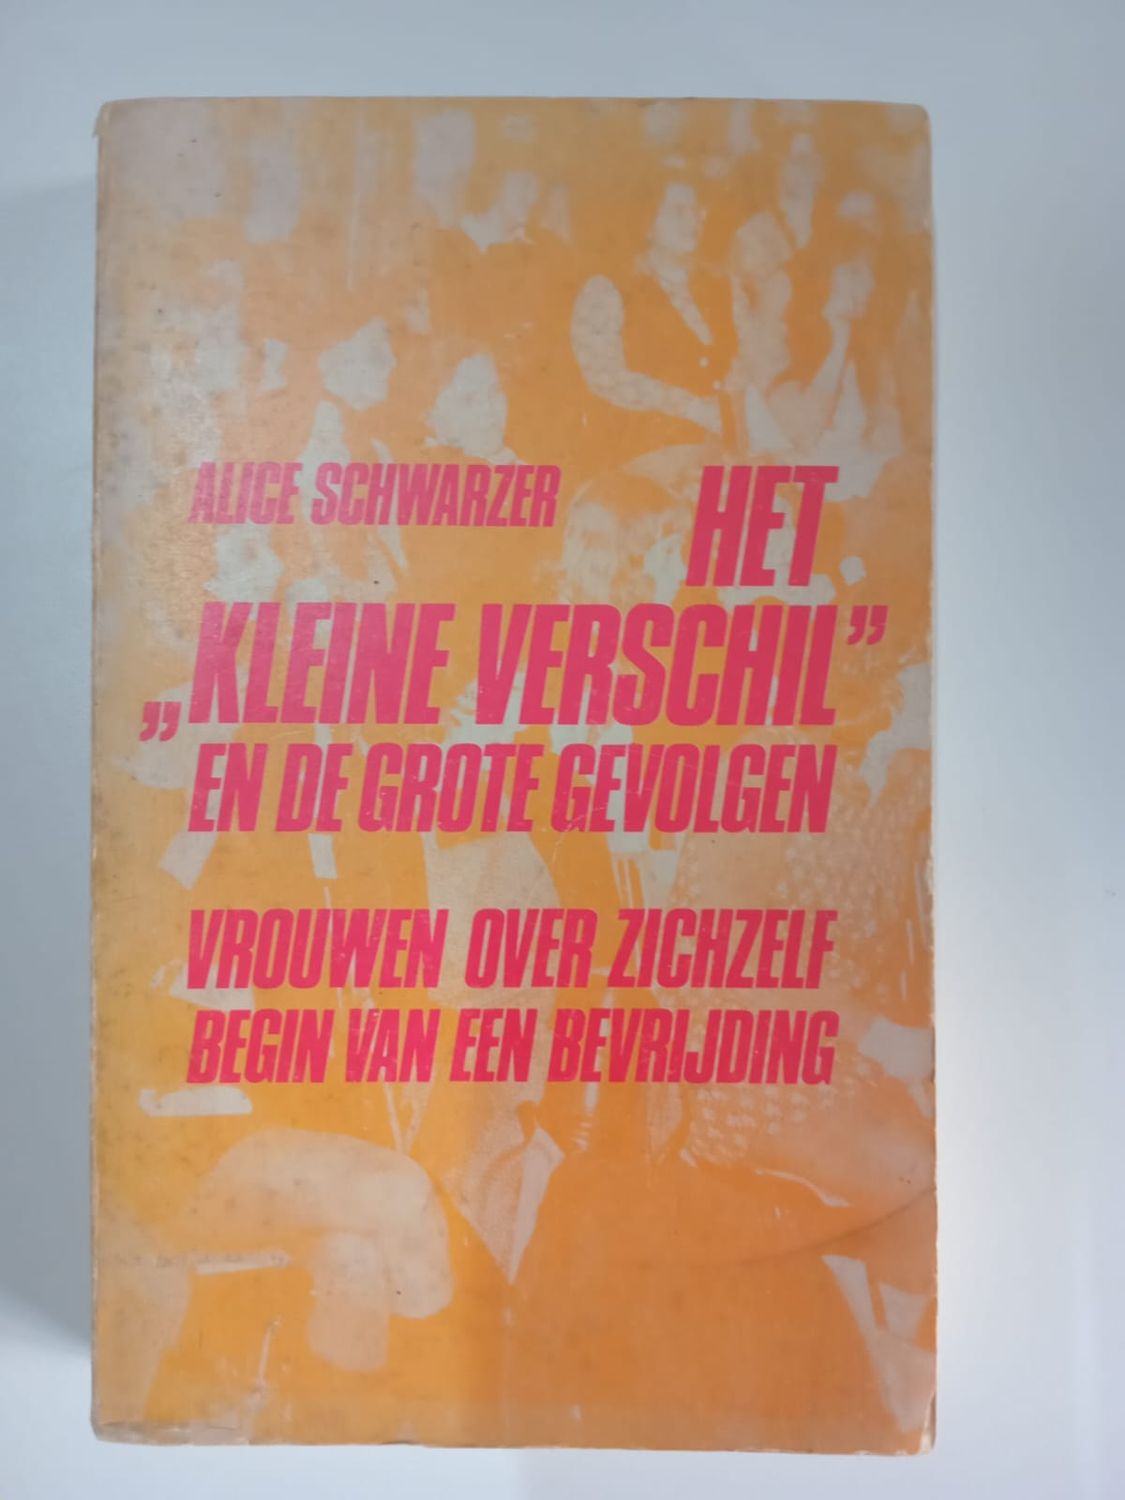 ALICE SCHWARZER
HET
„KLEINE VERSCHIL”
EN DE GROTE GEVOLGEN
VROUWEN OVER ZICHZELF
BEGIN VAN EEN BEVRIJDING